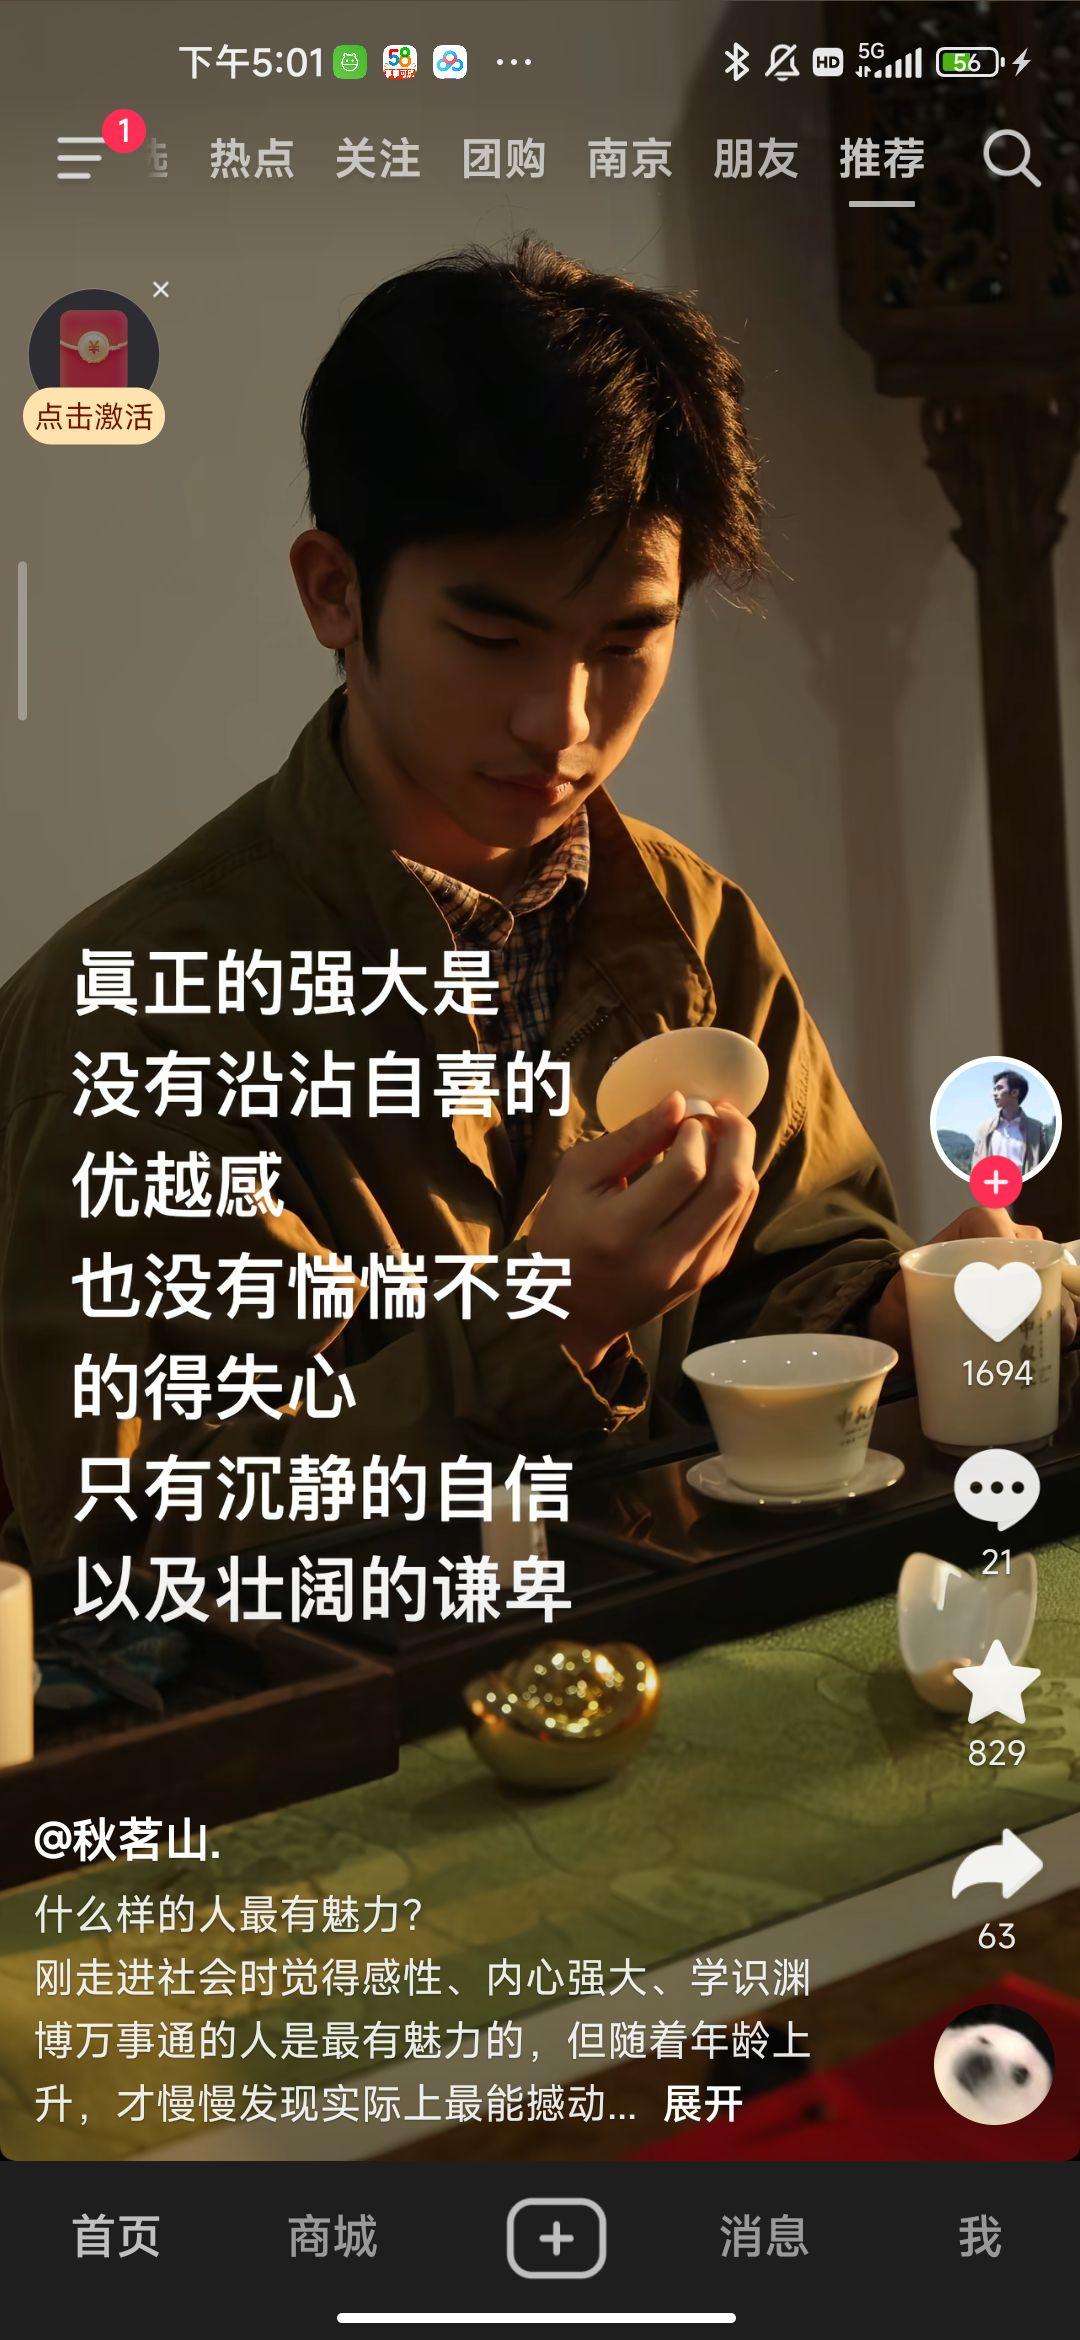 下午5:01
58
HD
5G
56
1
热点 关注 团购 南京 朋友 推荐
点击激活
眞正的强大是
没有沿沾自喜的
优越感
也没有惴惴不安
的得失心
只有沉静的自信
以及壮阔的谦卑
1694
21
829
63
@秋茗山.
什么样的人最有魅力?
刚走进社会时觉得感性、内心强大、学识渊
博万事通的人是最有魅力的，但随着年龄上
升，才慢慢发现实际上最能撼动... 展开
首页 商城 消息 我